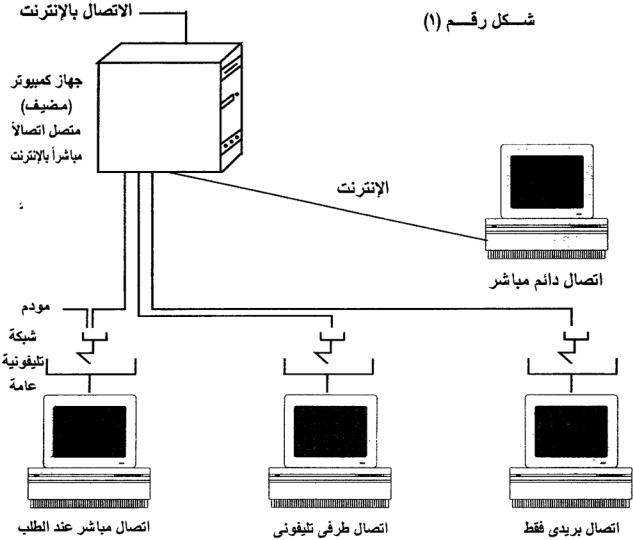 شـــكل رقـــم (١)
الاتصال بالإنترنت
جهاز كمبيوتر
(مضيف)
متصل اتصالاً
مباشراً بالإنترنت
الإنترنت
اتصال دائم مباشر
مودم
شبكة
تليفونية
عامة
اتصال بريدى فقط
اتصال طرفى تليفونى
اتصال مباشر عند الطلب